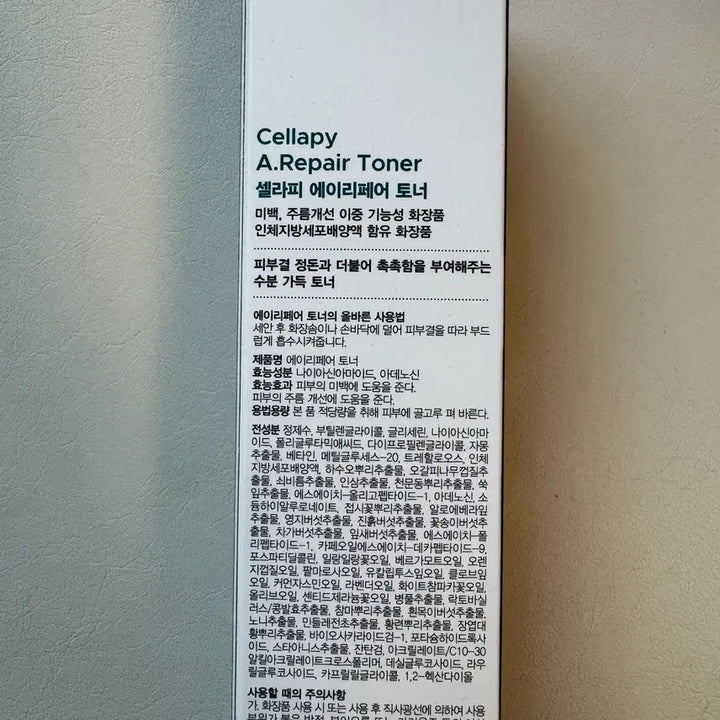 Cellapy
A.Repair Toner
셀라피 에이리페어 토너
미백, 주름개선 이중 기능성 화장품
인체지방세포배양액 함유 화장품
피부결 정돈과 더불어 촉촉함을 부여해주는
수분 가득 토너
에이리페어 토너의 올바른 사용법
세안 후 화장솜이나 손바닥에 덜어 피부결을 따라 부드
럽게 흡수시켜줍니다.
제품명 에이리페어 토너
효능성분 나이아신아마이드, 아데노신
효능효과 피부의 미백에 도움을 준다.
피부의 주름 개선에 도움을 준다.
용법용량 본 품 적당량을 취해 피부에 골고루 펴 바른다.
전성분 정제수, 부틸렌글라이콜, 글리세린, 나이아신아마
이드, 폴리글루타믹애씨드, 다이프로필렌글라이콜, 자몽
추출물, 베타인, 메틸글루세스-20, 트레할로오스, 인체
지방세포배양액, 하수오뿌리추출물, 오갈피나무껍질추
출물, 쇠비름추출물, 인삼추출물, 천문동뿌리추출물, 쑥
잎추출물, 에스에이치-올리고펩타이드-1, 아데노신, 소
듐하이알루로네이트, 접시꽃뿌리추출물, 알로에베라잎
추출물, 영지버섯추출물, 진흙버섯추출물, 꽃송이버섯추
출물, 차가버섯추출물, 잎새버섯추출물, 에스에이치-폴
리펩타이드-1, 카페오일에스에이치-데카펩타이드-9,
포스파티딜콜린, 일랑일랑꽃오일, 베르가모트오일, 오렌
지껍질오일, 팔마로사오일, 유칼립투스잎오일, 클로브잎
오일, 커먼자스민오일, 라벤더오일, 화이트참파카꽃오일,
올리브오일, 센티드제라늄꽃오일, 병풀추출물, 락토바실
러스/콩발효추출물, 참마뿌리추출물, 흰목이버섯추출물,
노니추출물, 민들레전초추출물, 황련뿌리추출물, 장엽대
황뿌리추출물, 바이오사카라이드검-1, 포타슘하이드록사
이드, 스타아니스추출물, 잔탄검, 아크릴레이트/C10-30
알킬아크릴레이트크로스폴리머, 데실글루코사이드, 라우
릴글루코사이드, 카프릴릴글라이콜, 1,2-헥산다이올
사용할 때의 주의사항
가. 화장품 사용 시 또는 사용 후 직사광선에 의하여 사용